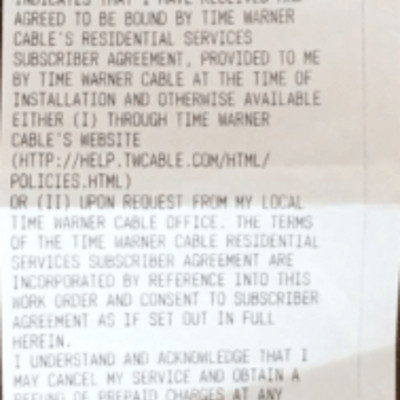 INDICATES THAT I HAVE RECEIVED AND
AGREED TO BE BOUND BY TIME WARNER
CABLE'S RESIDENTIAL SERVICES
SUBSCRIBER AGREEMENT, PROVIDED TO ME
BY TIME WARNER CABLE AT THE TIME OF
INSTALLATION AND OTHERWISE AVAILABLE
EITHER (I) THROUGH TIME WARNER
CABLE'S WEBSITE
(HTTP://HELP.TWCABLE.COM/HTML/
POLICIES.HTML)
OR (II) UPON REQUEST FROM MY LOCAL
TIME WARNER CABLE OFFICE. THE TERMS
OF THE TIME WARNER CABLE RESIDENTIAL
SERVICES SUBSCRIBER AGREEMENT ARE
INCORPORATED BY REFERENCE INTO THIS
WORK ORDER AND CONSENT TO SUBSCRIBER
AGREEMENT AS IF SET OUT IN FULL
HEREIN.
I UNDERSTAND AND ACKNOWLEDGE THAT I
MAY CANCEL MY SERVICE AND OBTAIN A
REFUND OF PREPAID CHARGES AT ANY